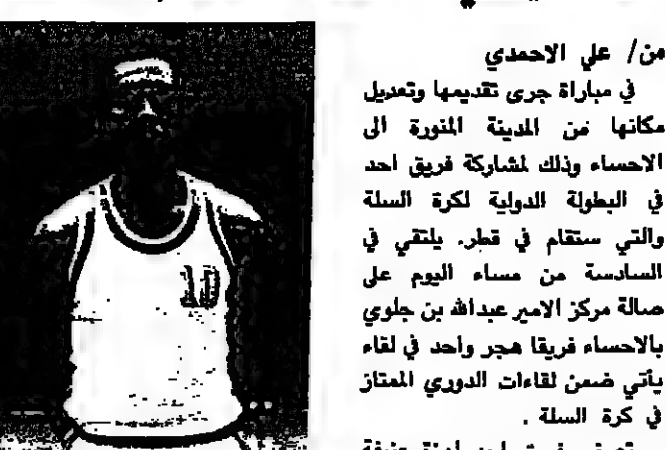 من/ علي الاحمدي
في مباراة جرى تقديمها وتعديل
مكانها من المدينة المنورة الى
الاحساء وذلك لمشاركة فريق احد
في البطولة الدولية لكرة السلة
والتي ستقام في قطر. يلتقي في
السادسة من مساء اليوم على
صالة مركز الامير عبدالله بن جلوي
بالاحساء فريقا هجر واحد في لقاء
يأتي ضمن لقاءات الدوري الممتاز
في كرة السلة .
10